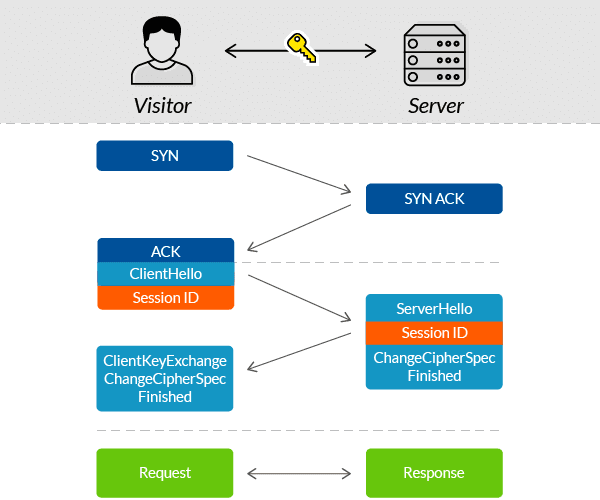 Visitor
Server
SYN
SYN ACK
ACK
ClientHello
Session ID
ServerHello
Session ID
ChangeCipherSpec
Finished
ClientKeyExchange
ChangeCipherSpec
Finished
Request
Response